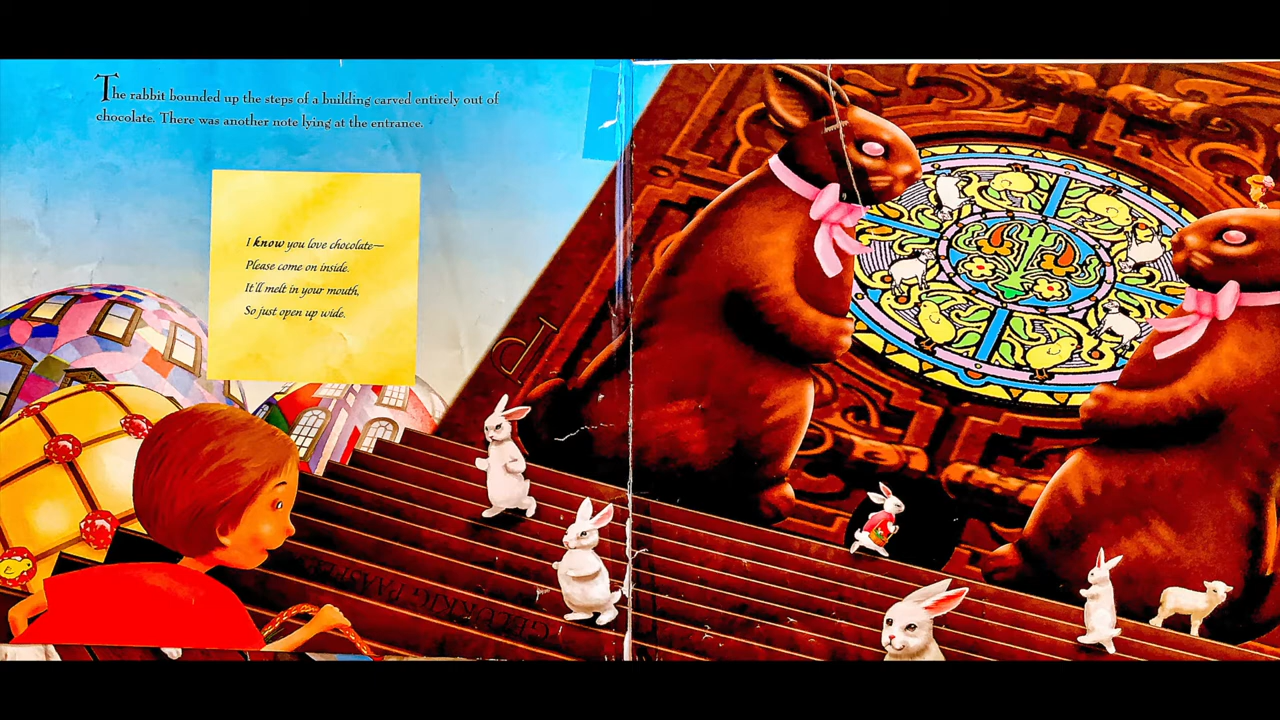 The rabbit bounded up the steps of a building carved entirely out of
chocolate. There was another note lying at the entrance.
I know you love chocolate—
Please come on inside.
It'll melt in your mouth,
So just open up wide.